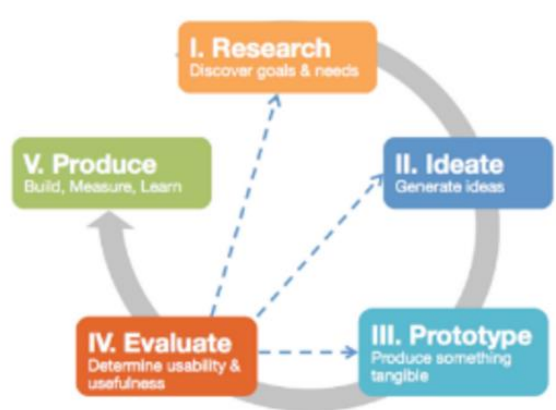 I. Research
Discover goals & needs
II. Ideate
Generate ideas
III. Prototype
Produce something
tangible
IV. Evaluate
Determine usability &
usefulness
V. Produce
Build, Measure, Learn